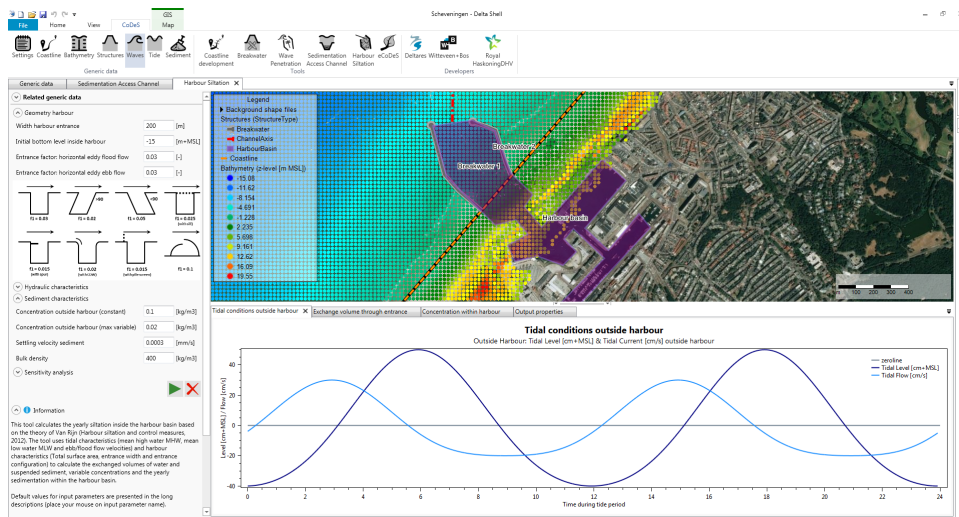 GIS
Scheveningen - Delta Shell
File Home View CoDeS Map
Settings Coastline Bathymetry Structures Waves Tide Sediment
Coastline development Breakwater Wave Penetration Sedimentation Access Channel Harbour Siltation eCoDeS
Deltares Witteveen+Bos Royal HaskoningDHV
Generic data Tools Developers
Generic data Sedimentation Access Channel Harbour Siltation X
Related generic data
Geometry harbour
Width harbour entrance 200 [m]
Initial bottom level inside harbour -15 [m+MSL]
Entrance factor: horizontal eddy flood flow 0.03 [-]
Entrance factor: horizontal eddy ebb flow 0.03 [-]
>90 >90
f1 = 0.03 f1 = 0.02 f1 = 0.05 f1 = 0.025
f1 = 0.015 f1 = 0.02 f1 = 0.015 f1 = 0.1
Hydraulic characteristics
Sediment characteristics
Concentration outside harbour (constant) 0.1 [kg/m3]
Concentration outside harbour (max variable) 0.02 [kg/m3]
Settling velocity sediment 0.0003 [mm/s]
Bulk density 400 [kg/m3]
Sensitivity analysis
Information
This tool calculates the yearly siltation inside the harbour basin based
on the theory of Van Rijn (Harbour siltation and control measures,
2012). The tool uses tidal characteristics (mean high water MHW, mean
low water MLW and ebb/flood flow velocities) and harbour
characteristics (Total surface area, entrance width and entrance
configuration) to calculate the exchanged volumes of water and
suspended sediment, variable concentrations and the yearly
sedimentation within the harbour basin.
Default values for input parameters are presented in the long
descriptions (place your mouse on input parameter name).
Legend
Background shape files
Structures (StructureType)
Breakwater
ChannelAxis
HarbourBasin
Coastline
Bathymetry (z-level [m MSL])
-15.08
-11.62
-8.154
-4.691
-1.228
2.235
5.698
9.161
12.62
16.09
19.55
Breakwater 2
Breakwater 1
Harbour basin
100 200 300 400
Tidal conditions outside harbour X Exchange volume through entrance Concentration within harbour Output properties
Tidal conditions outside harbour
Outside Harbour: Tidal Level [cm+MSL] & Tidal Current [cm/s] outside harbour
zeroline
Tidal Level [cm+MSL]
Tidal Flow [cm/s]
Level [cm+MSL] / Flow [cm/s]
40
20
0
-20
-40
0 2 4 6 8 10 12 14 16 18 20 22 24
Time during tide period